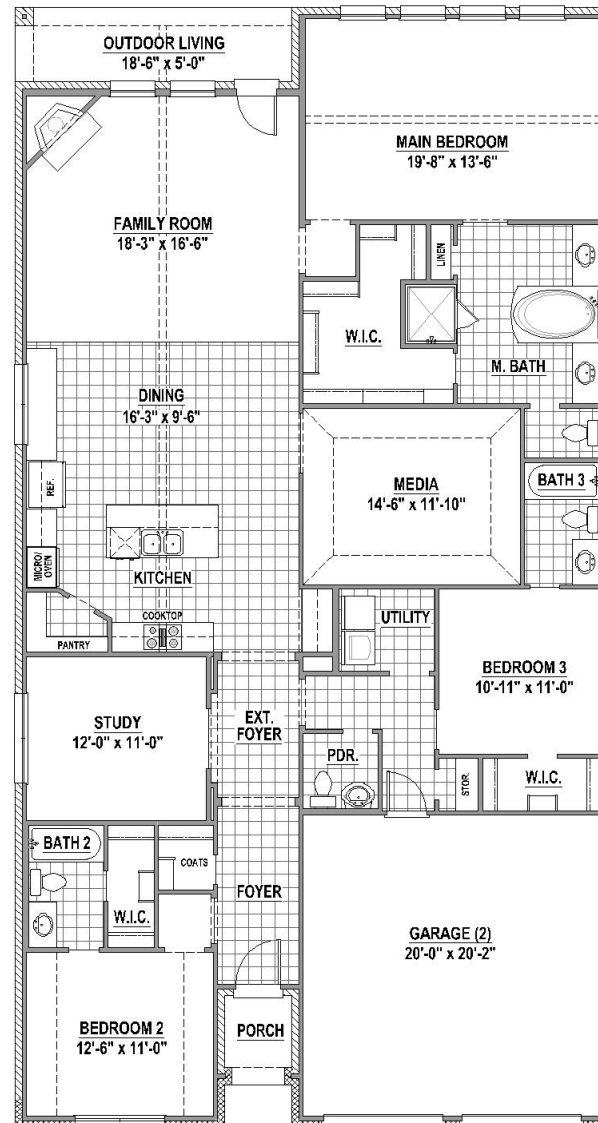 OUTDOOR LIVING
18'-6" x 5'-0"
MAIN BEDROOM
19'-8" x 13'-6"
FAMILY ROOM
18'-3" x 16'-6"
LINEN
W.I.C.
M. BATH
DINING
16'-3" x 9'-6"
REF.
MEDIA
14'-6" x 11'-10"
BATH 3
MICRO/
OVEN
KITCHEN
COOKTOP
PANTRY
UTILITY
BEDROOM 3
10'-11" x 11'-0"
STUDY
12'-0" x 11'-0"
EXT.
FOYER
PDR.
STOR.
W.I.C.
BATH 2
COATS
W.I.C.
FOYER
GARAGE (2)
20'-0" x 20'-2"
BEDROOM 2
12'-6" x 11'-0"
PORCH